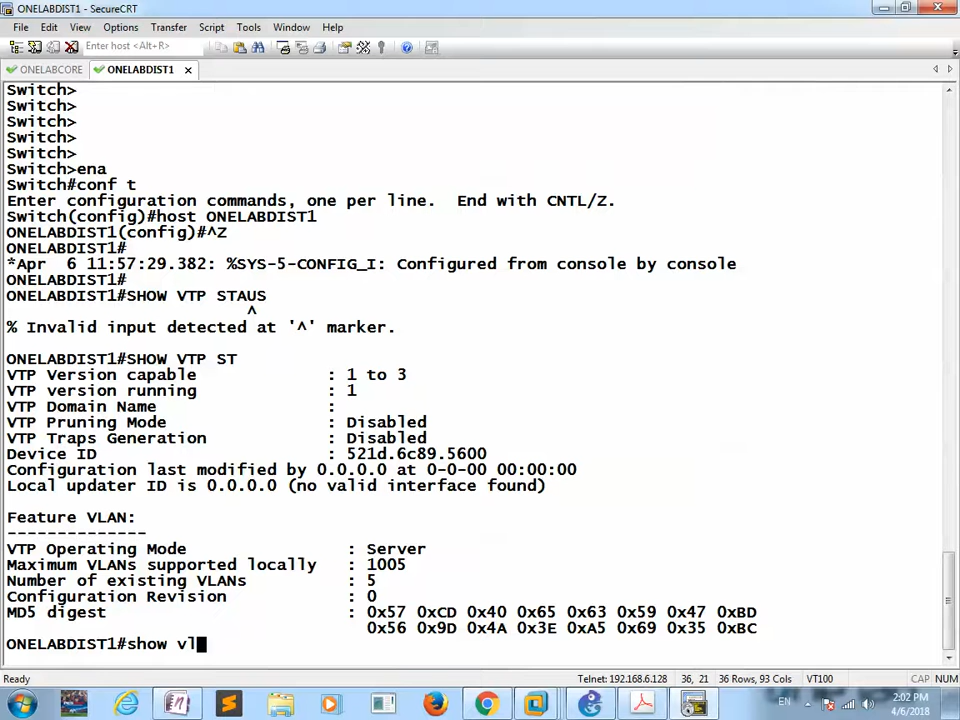 ONELABDIST1 - SecureCRT
File Edit View Options Transfer Script Tools Window Help
Enter host <Alt+R>
ONELABCORE ONELABDIST1
Switch>
Switch>
Switch>
Switch>
Switch>
Switch>ena
Switch#conf t
Enter configuration commands, one per line.  End with CNTL/Z.
Switch(config)#host ONELABDIST1
ONELABDIST1(config)#^Z
ONELABDIST1#
*Apr  6 11:57:29.382: %SYS-5-CONFIG_I: Configured from console by console
ONELABDIST1#
ONELABDIST1#SHOW VTP STAUS
^
% Invalid input detected at '^' marker.
ONELABDIST1#SHOW VTP ST
VTP Version capable : 1 to 3
VTP version running : 1
VTP Domain Name :
VTP Pruning Mode : Disabled
VTP Traps Generation : Disabled
Device ID : 521d.6c89.5600
Configuration last modified by 0.0.0.0 at 0-0-00 00:00:00
Local updater ID is 0.0.0.0 (no valid interface found)
Feature VLAN:
--------------
VTP Operating Mode : Server
Maximum VLANs supported locally : 1005
Number of existing VLANs : 5
Configuration Revision : 0
MD5 digest : 0x57 0xCD 0x40 0x65 0x63 0x59 0x47 0xBD
0x56 0x9D 0x4A 0x3E 0xA5 0x69 0x35 0xBC
ONELABDIST1#show vl
Ready Telnet: 192.168.6.128 36, 21 36 Rows, 93 Cols VT100 CAP NUM
EN 2:02 PM
4/6/2018